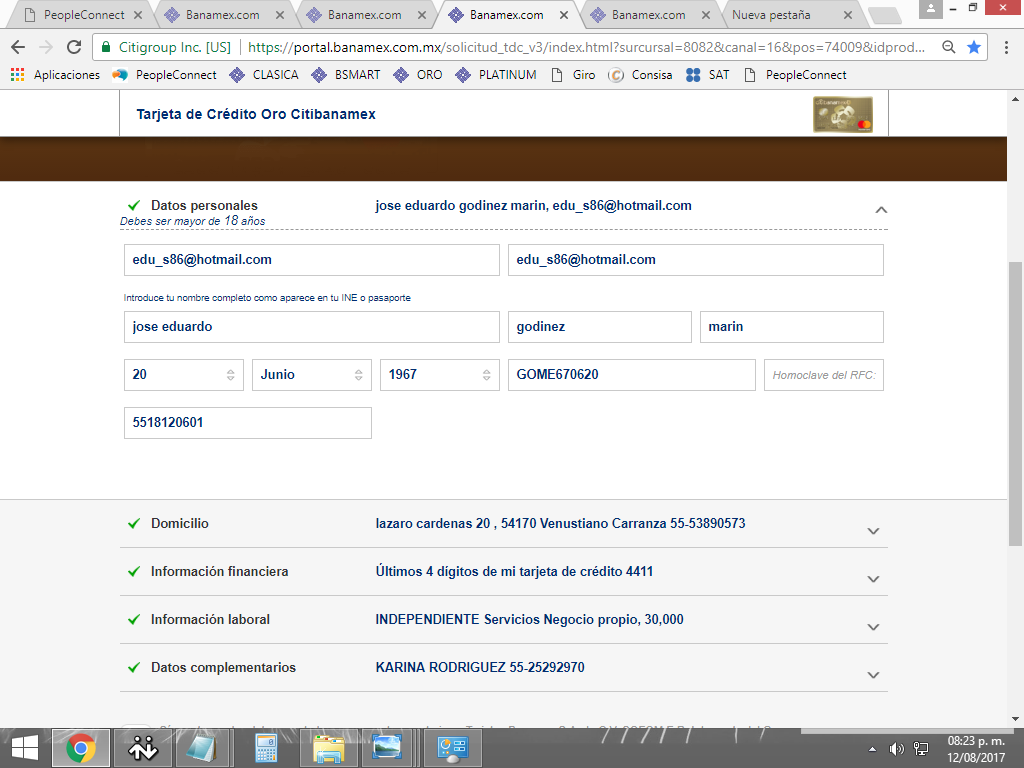 PeopleConnect
Banamex.com
Banamex.com
Banamex.com
Banamex.com
Nueva pestaña
Citigroup Inc. [US]
https://portal.banamex.com.mx/solicitud_tdc_v3/index.html?surcursal=8082&canal=16&pos=74009&idprod...
Aplicaciones
PeopleConnect
CLASICA
BSMART
ORO
PLATINUM
Giro
Consisa
SAT
PeopleConnect
Tarjeta de Crédito Oro Citibanamex
Datos personales
jose eduardo godinez marin, edu_s86@hotmail.com
Debes ser mayor de 18 años
edu_s86@hotmail.com
edu_s86@hotmail.com
Introduce tu nombre completo como aparece en tu INE o pasaporte
jose eduardo
godinez
marin
20
Junio
1967
GOME670620
Homoclave del RFC:
5518120601
Domicilio
lazaro cardenas 20 , 54170 Venustiano Carranza 55-53890573
Información financiera
Últimos 4 dígitos de mi tarjeta de crédito 4411
Información laboral
INDEPENDIENTE Servicios Negocio propio, 30,000
Datos complementarios
KARINA RODRIGUEZ 55-25292970
08:23 p. m.
12/08/2017